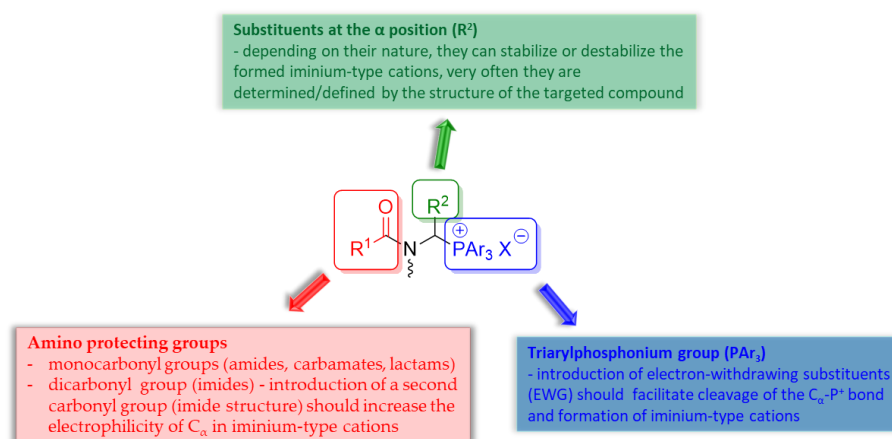 Substituents at the α position (R²)
- depending on their nature, they can stabilize or destabilize the
formed iminium-type cations, very often they are
determined/defined by the structure of the targeted compound
O
R²
R¹
N
⊕
PAr₃ X⊖
Amino protecting groups
- monocarbonyl groups (amides, carbamates, lactams)
- dicarbonyl group (imides) - introduction of a second
carbonyl group (imide structure) should increase the
electrophilicity of Cα in iminium-type cations
Triarylphosphonium group (PAr₃)
- introduction of electron-withdrawing substituents
(EWG) should facilitate cleavage of the Cα-P⁺ bond
and formation of iminium-type cations